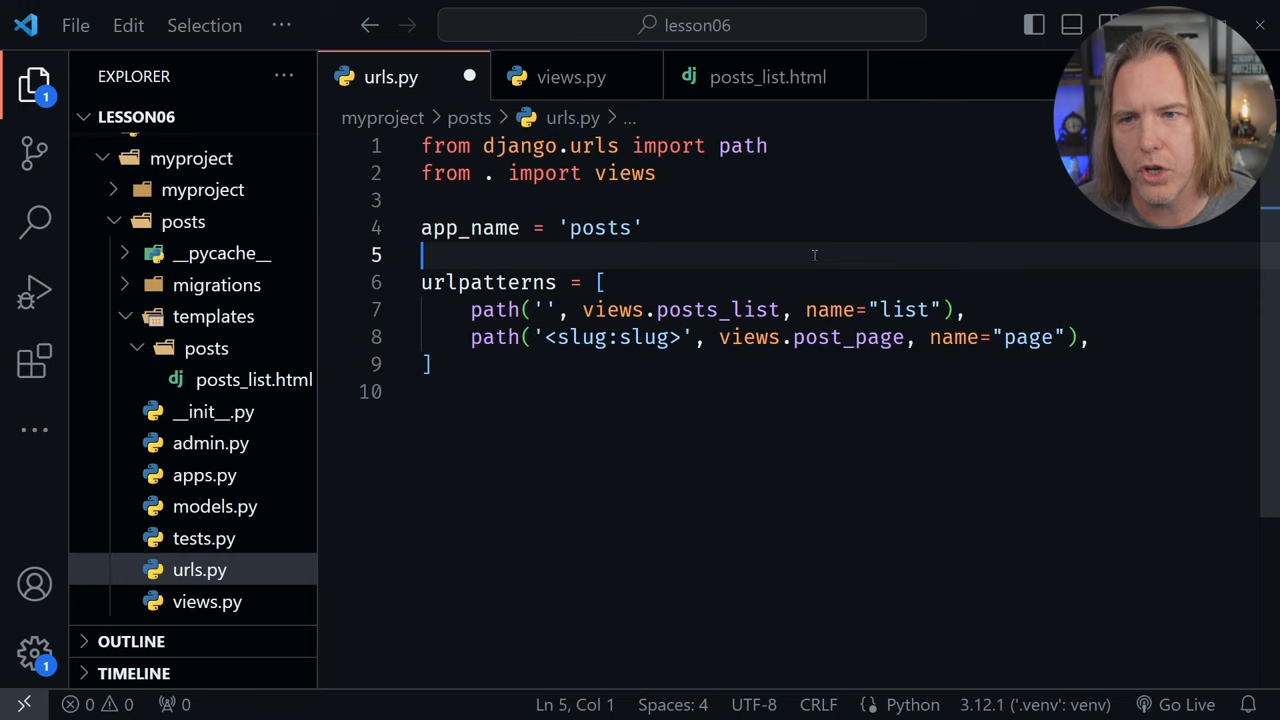 File Edit Selection ··· lesson06
EXPLORER ···
urls.py
views.py
posts_list.html
LESSON06
myproject
myproject
posts
__pycache__
migrations
templates
posts
posts_list.html
__init__.py
admin.py
apps.py
models.py
tests.py
urls.py
views.py
OUTLINE
TIMELINE
myproject > posts > urls.py > ...
1 from django.urls import path
2 from . import views
3
4 app_name = 'posts'
5
6 urlpatterns = [
7 path('', views.posts_list, name="list"),
8 path('<slug:slug>', views.post_page, name="page"),
9 ]
10
1
1
0 0 0 Ln 5, Col 1 Spaces: 4 UTF-8 CRLF Python 3.12.1 ('.venv': venv) Go Live